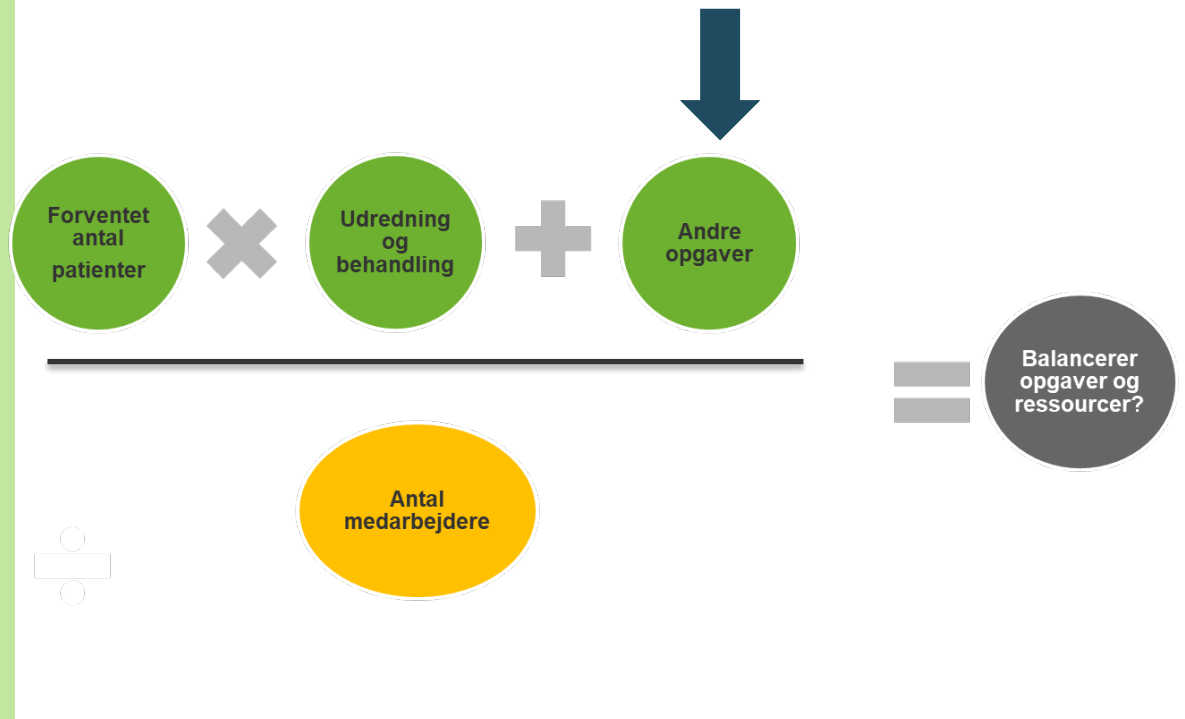 Forventet
antal
patienter
Udredning
og
behandling
Andre
opgaver
Balancerer
opgaver og
ressourcer?
Antal
medarbejdere